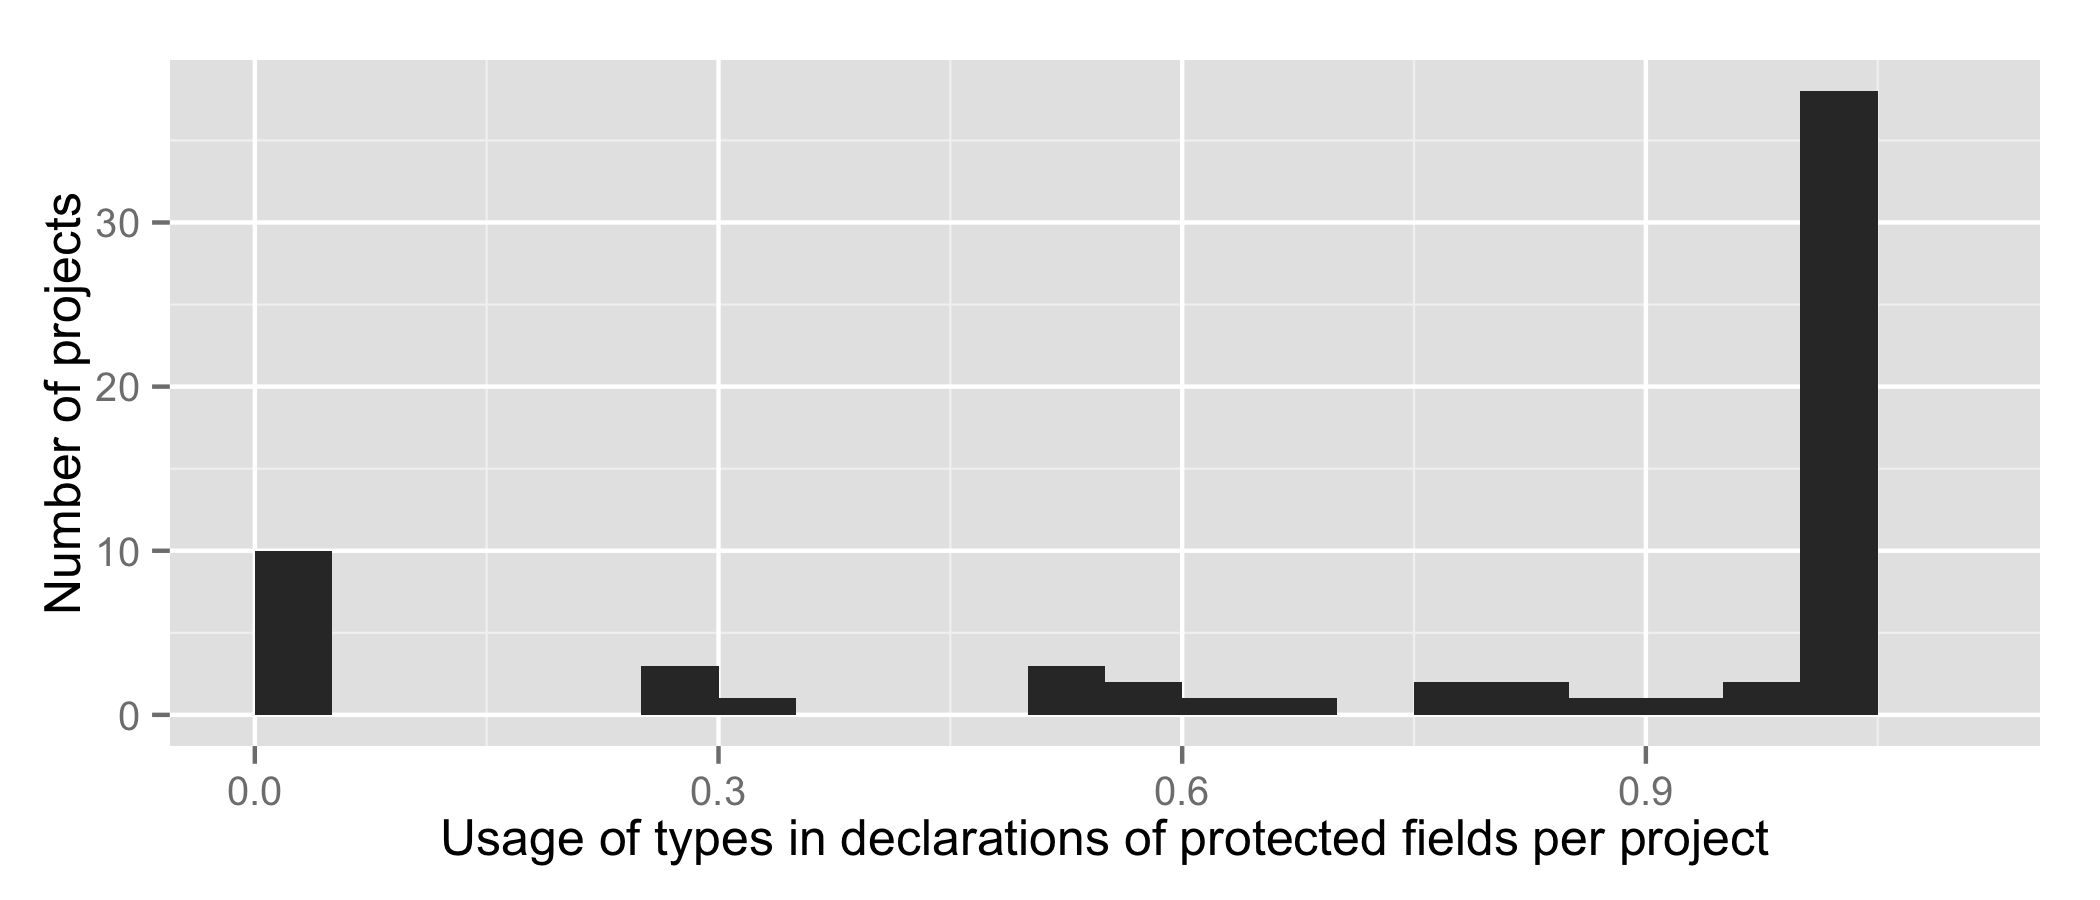 Number of projects
30
20
10
0
0.0 0.3 0.6 0.9
Usage of types in declarations of protected fields per project